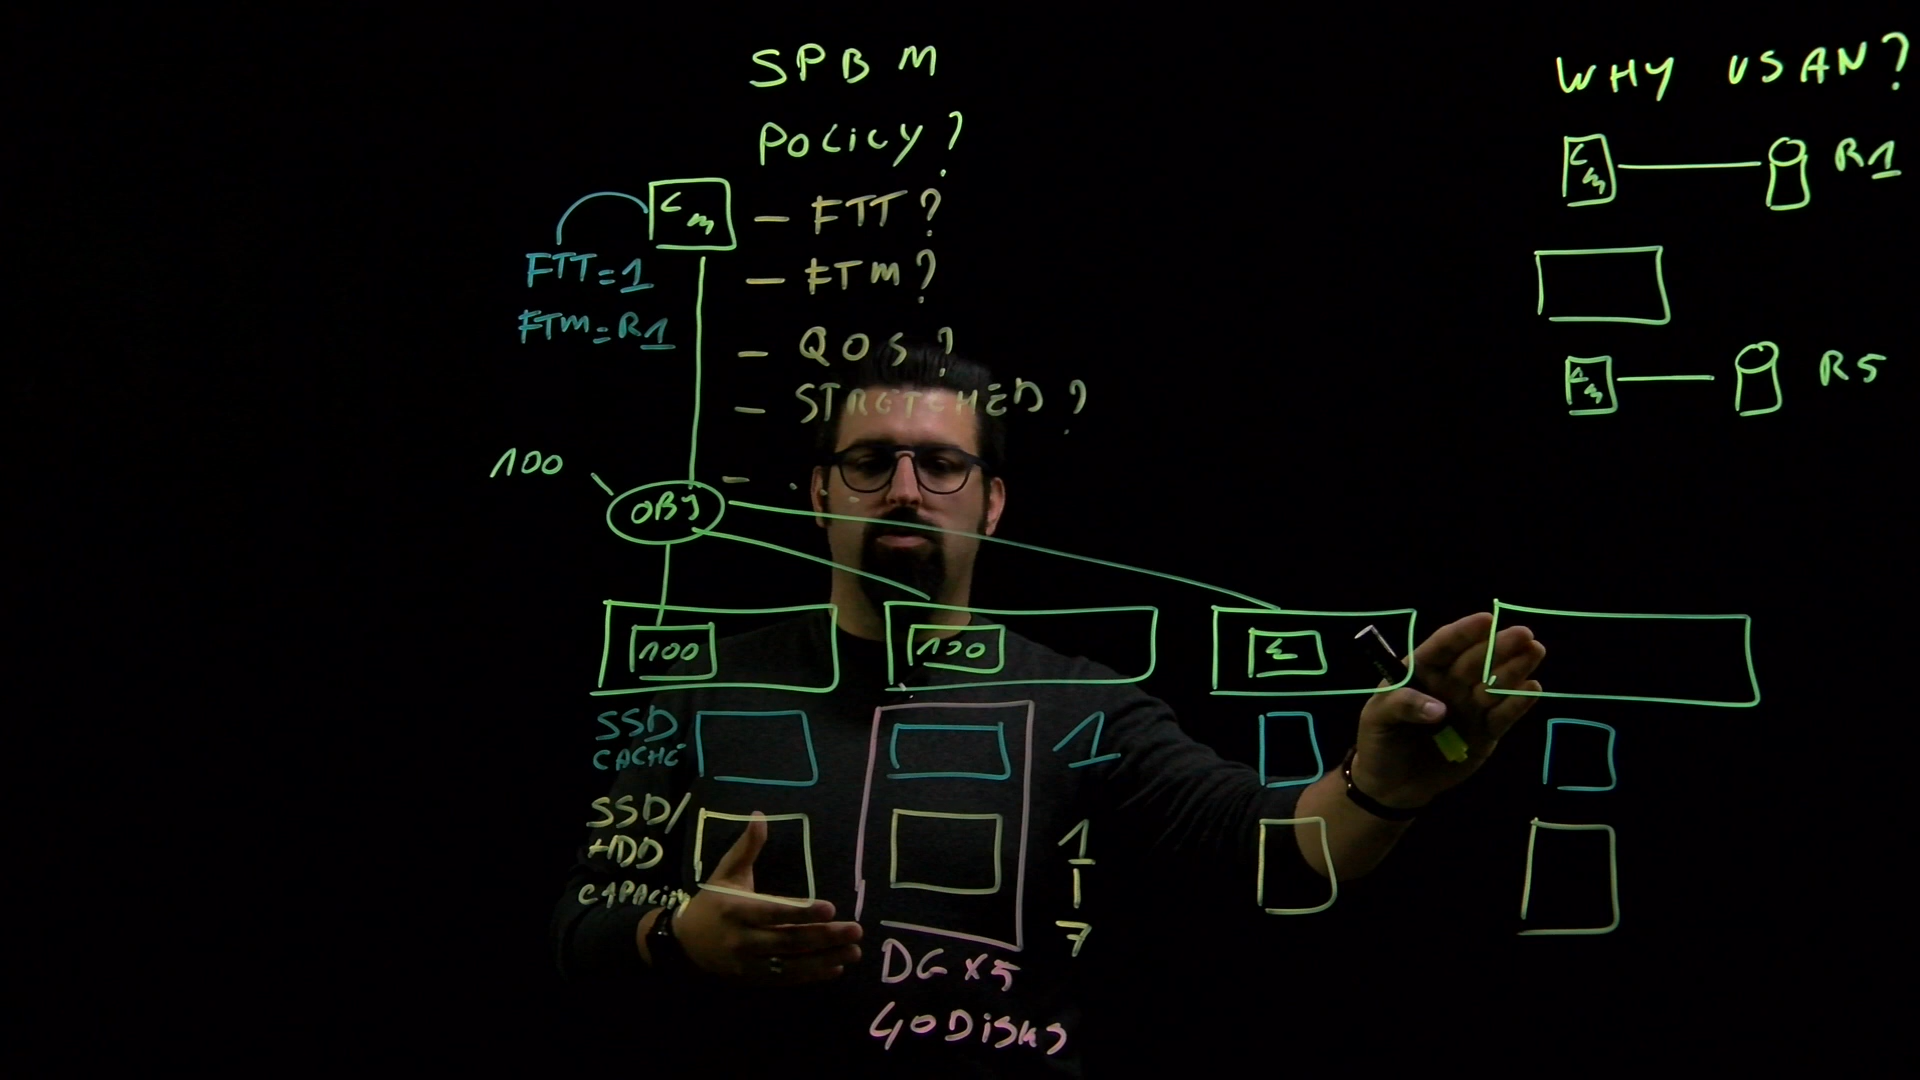 SPBM
POLICY?
- FTT?
- FTM?
- QOS?
- STRETCHED?
- ...
FTT=1
FTM=R1
100
OBJ
100
100
SSD
CACHE
1
SSD/
HDD
CAPACITY
1
7
DG x5
40 DISKS
WHY VSAN?
R1
R5